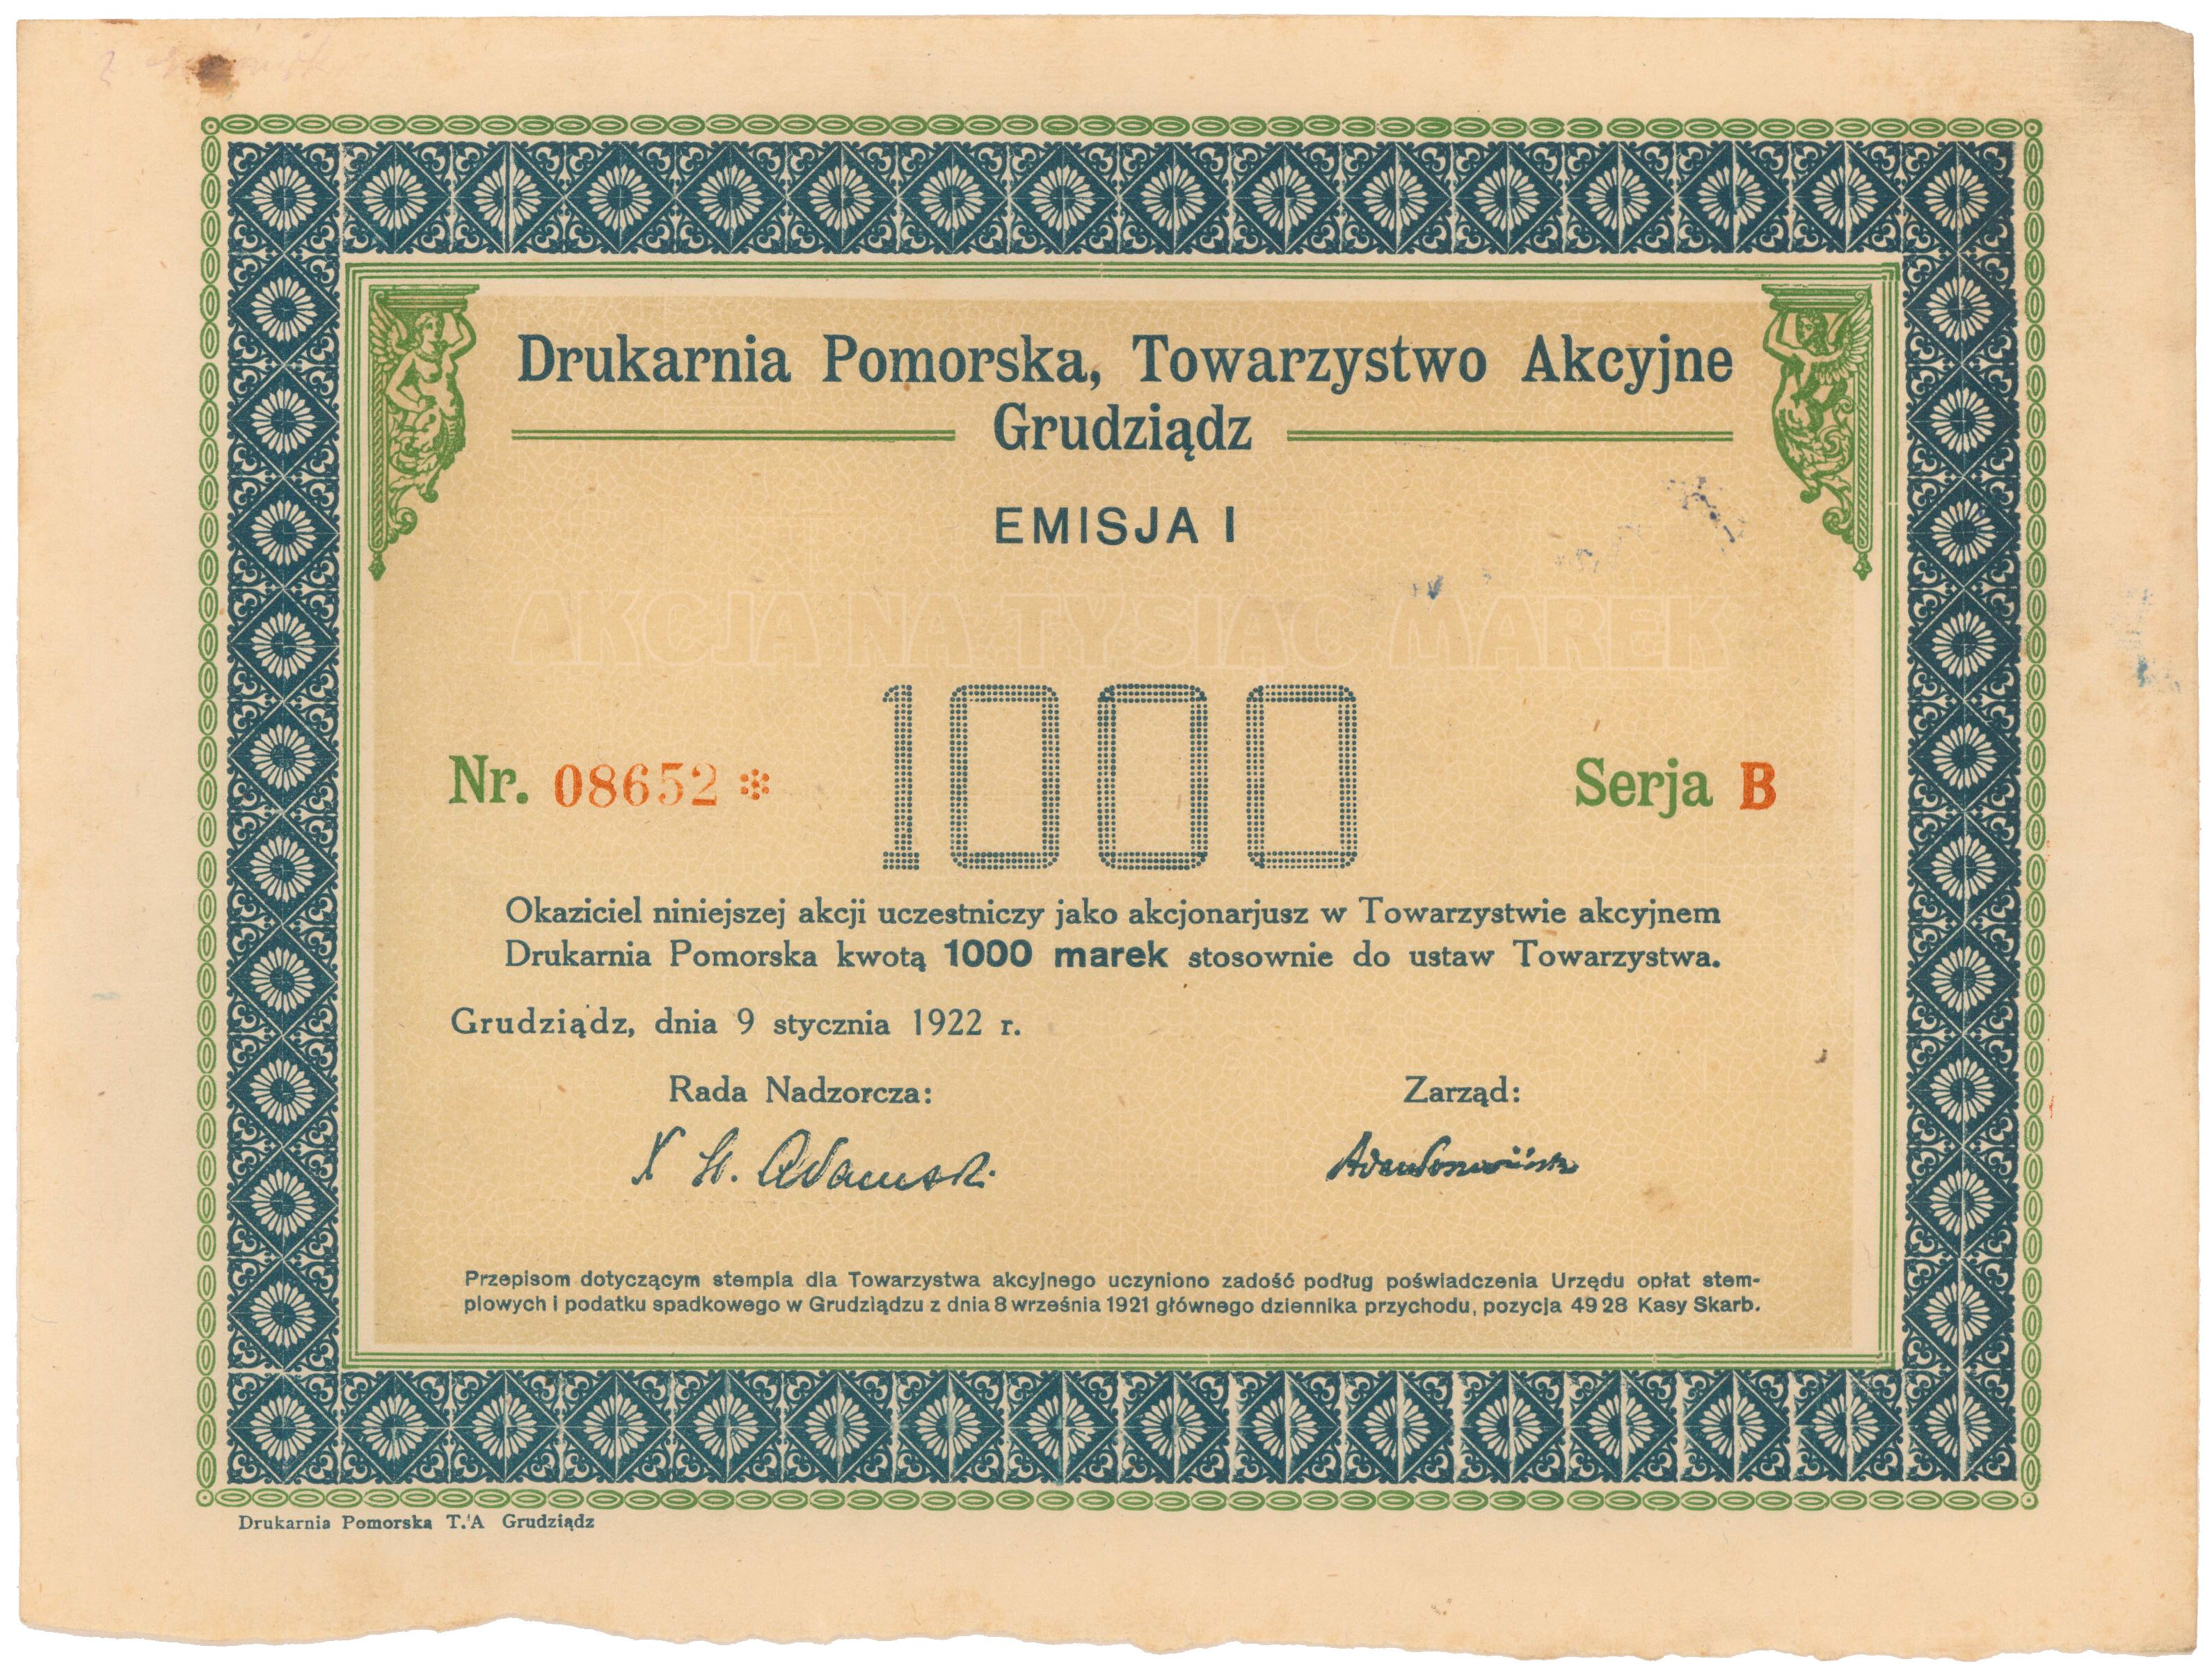 Drukarnia Pomorska, Towarzystwo Akcyjne
Grudziądz
EMISJA I
AKCJA NA TYSIĄC MAREK
1000
Nr. 08652 *
Serja B
Okaziciel niniejszej akcji uczestniczy jako akcjonarjusz w Towarzystwie akcyjnem
Drukarnia Pomorska kwotą 1000 marek stosownie do ustaw Towarzystwa.
Grudziądz, dnia 9 stycznia 1922 r.
Rada Nadzorcza:
Zarząd:
X St. Adamski
Przepisom dotyczącym stempla dla Towarzystwa akcyjnego uczyniono zadość podług poświadczenia Urzędu opłat stem-
plowych i podatku spadkowego w Grudziądzu z dnia 8 września 1921 głównego dziennika przychodu, pozycja 4928 Kasy Skarb.
Drukarnia Pomorska T. A Grudziądz